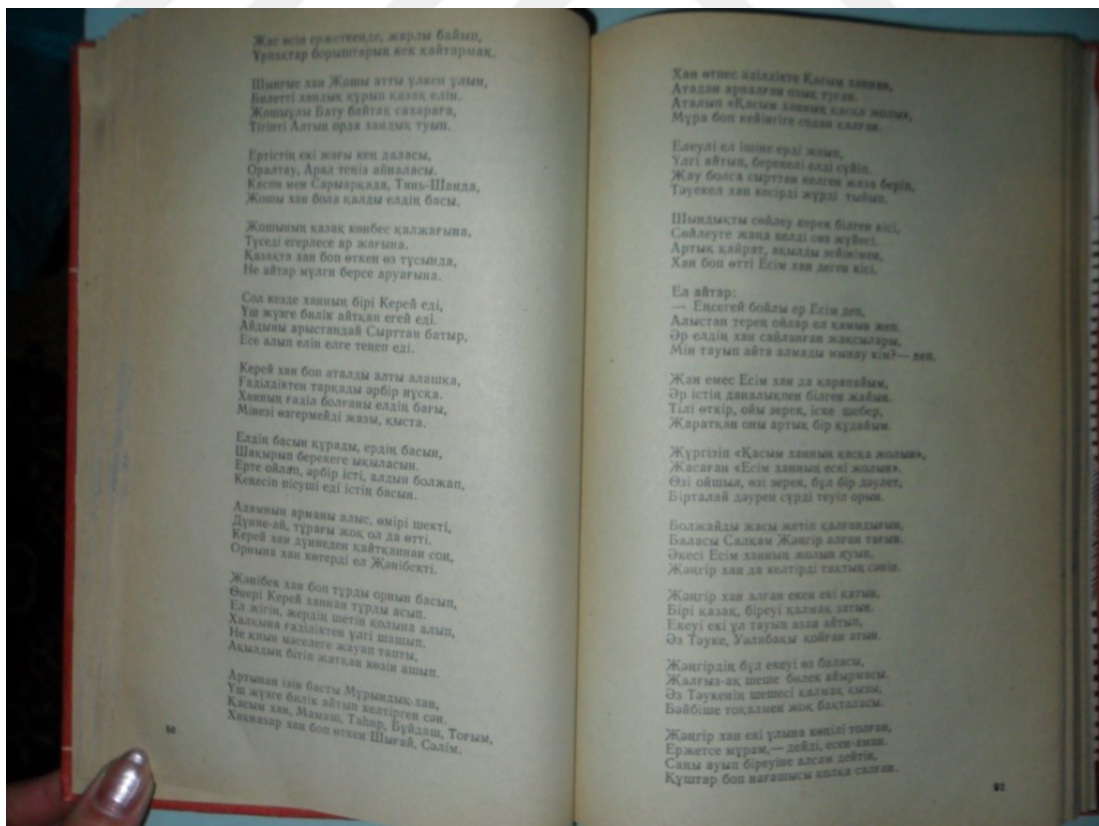 Жас өсіп ержеткенде, жарлы байып,
Ұрпақтар борыштарын кек қайтармақ.
Шыңғыс хан Жошы атты үлкен ұлын,
Билетті хандық құрып қазақ елін.
Жошыұлы Бату байтақ сахараға,
Тігіпті Алтын орда хандық туын.
Ертістің екі жағы кең даласы,
Оралтау, Арал теңіз айналасы.
Каспи мен Сарыарқада, Тянь-Шанда,
Жошы хан бола қалды елдің басы.
Жошының қазақ көнбес қалжағына,
Түседі егерлесе ар жағына.
Қазақта хан боп өткен өз тұсында,
Не айтар мүлги берсе аруағына.
Сол кезде ханның бірі Керей еді,
Үш жүзге билік айтқан егей еді.
Айдыны арыстандай Сырттан батыр,
Есе алып елін елге теңеп еді.
Керей хан боп аталды алты алашқа,
Ғаділдіктен тарқады әрбір нұсқа.
Ханның ғаділ болғаны елдің бағы,
Мінезі өзгермейді жазы, қыста.
Елдің басын құрады, ердің басын,
Шақырып берекеге ықыласын.
Ерте ойлап, әрбір істі, алдын болжап,
Кеңесіп пісуші еді істің басын.
Адамның арманы алыс, өмірі шекті,
Дүние-ай, тұрағы жоқ ол да өтті.
Керей хан дүниеден қайтқаннан соң,
Орнына хан көтерді ел Жәнібекті.
Жәнібек хан боп тұрды орнын басып,
Өнері Керей ханнан тұрды асып.
Ел жігін, жердің шетін қолына алып,
Халқына ғаділіктен үлгі шашып.
Не қиын мәселеге жауап тапты,
Ақылдың бітіп жатқан көзін ашып.
Артынан ізін басты Мұрындық хан,
Үш жүзге билік айтып келтірген сән.
Қасым хан, Мамаш, Таһир, Бұйдаш, Тоғым,
Хақназар хан боп өткен Шығай, Сәлім.
Хан өтпес әділдікте Қасым ханнан,
Атадан арналған озық туған.
Аталып «Қасым ханның қасқа жолы»,
Мұра боп кейінгіге содан қалған.
Елеулі ел ішіне ерді жиып,
Үлгі айтып, берекелі елді сүйіп.
Жау болса сырттан келген жаза беріп,
Тәуекел хан кесірді жүрді тыйып.
Шындықты сөйлеу керек білген кісі,
Сөйлеуге жаңа келді сөз жүйесі.
Артық қайрат, ақылды зейінімен,
Хан боп өтті Есім хан деген кісі.
Ел айтар:
— Еңсегей бойлы ер Есім деп,
Алыстан терең ойлар ел қамын жеп.
Әр елдің хан сайланған жақсылары,
Мін тауып айта алмады мынау кім?— деп.
Жан емес Есім хан да қарапайым,
Әр істің даналықпен білген жайын.
Тілі өткір, ойы зерек, іске шебер,
Жаратқан оны артық бір құдайым.
Жүргізіп «Қасым ханның қасқа жолын»,
Жасаған «Есім ханның ескі жолын».
Өзі ойшыл, өзі зерек, бұл бір дәулет,
Бірталай дәурен сүрді теуіп орын.
Болжайды жасы жетіп қалғандығын,
Баласы Салқам Жәңгір алған тағын.
Әкесі Есім ханның жолын қуып,
Жәңгір хан да келтірді тақтың сәнін.
Жәңгір хан алған екен екі қатын,
Бірі қазақ, біреуі қалмақ затын.
Екеуі екі ұл тауып азан айтып,
Әз Тәуке, Уәлибақы қойған атын.
Жәңгірдің бұл екеуі өз баласы,
Жалғыз-ақ шеше бөлек айырмасы.
Әз Тәукенің шешесі қалмақ қызы,
Бәйбіше тоқалмен жоқ бақталасы.
Жәңгір хан екі ұлына көңілі толған,
Ержетсе мұрам,— дейді, есен-аман.
Саңы ауып біреуіне алсам дейтін,
Құштар боп нағашысы қолқа салған.